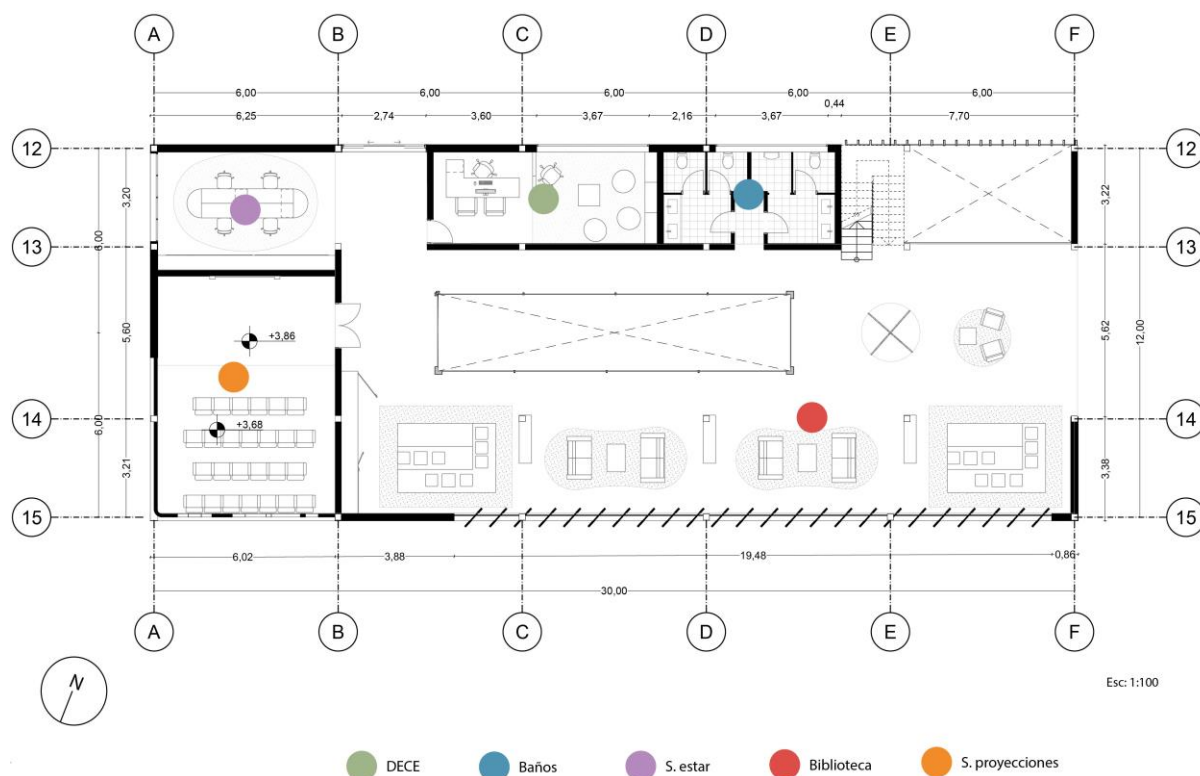 A B C D E F
6,00 6,00 6,00 6,00 6,00
0,44
6,25 2,74 3,60 3,67 2,16 3,67 7,70
12 12
3,20 3,22
13 13
6,00
+3,86
5,60 5,62 12,00
14 14
+3,68
6,00
3,21 3,38
15 15
6,02 3,88 19,48 0,86
30,00
A B C D E F
N
Esc: 1:100
DECE Baños S. estar Biblioteca S. proyecciones